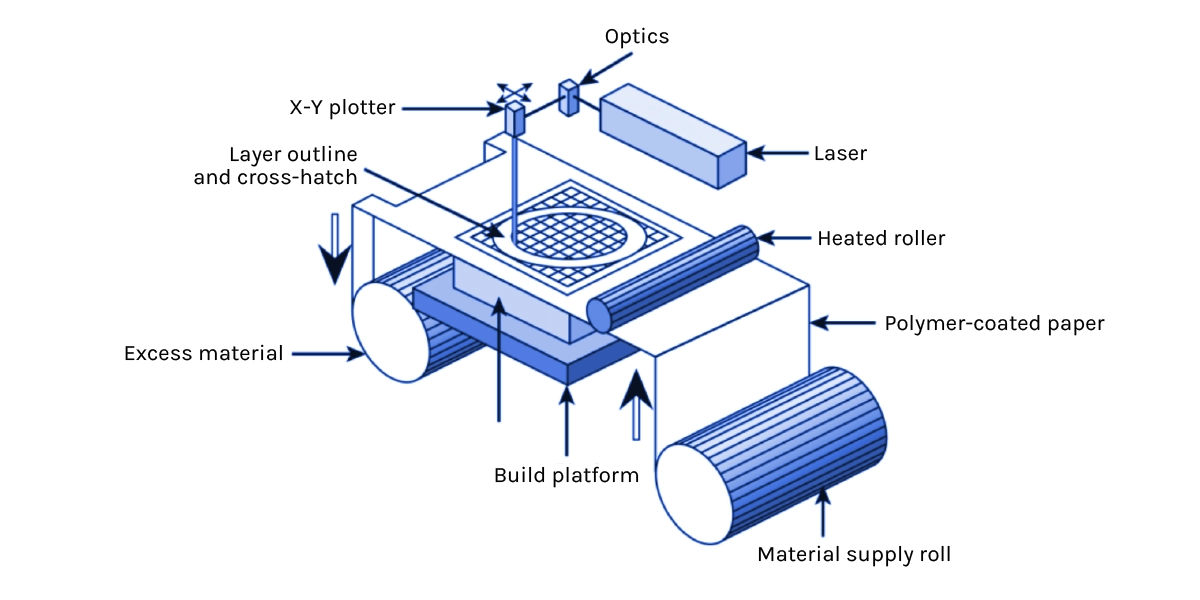 Optics
X-Y plotter
Layer outline
and cross-hatch
Laser
Heated roller
Polymer-coated paper
Excess material
Build platform
Material supply roll